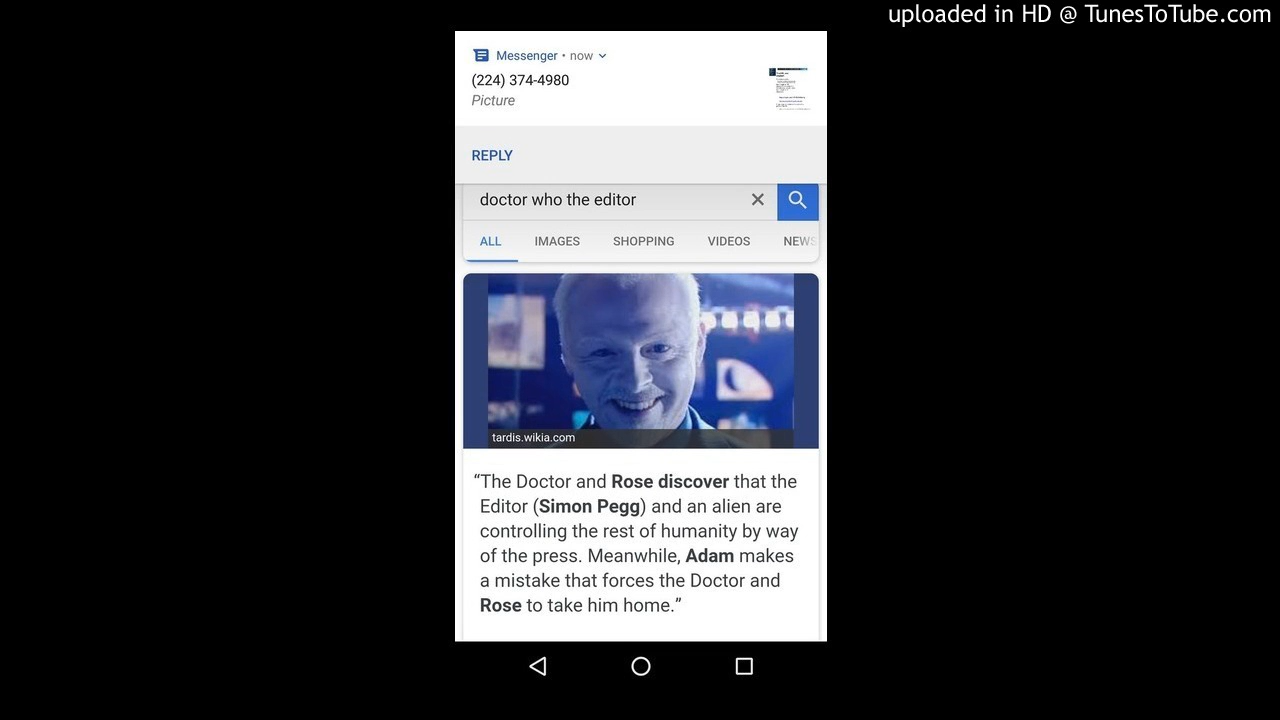 uploaded in HD @ TunesToTube.com
Messenger • now
(224) 374-4980
Picture
REPLY
doctor who the editor
ALL IMAGES SHOPPING VIDEOS NEWS
tardis.wikia.com
“The Doctor and Rose discover that the
Editor (Simon Pegg) and an alien are
controlling the rest of humanity by way
of the press. Meanwhile, Adam makes
a mistake that forces the Doctor and
Rose to take him home.”